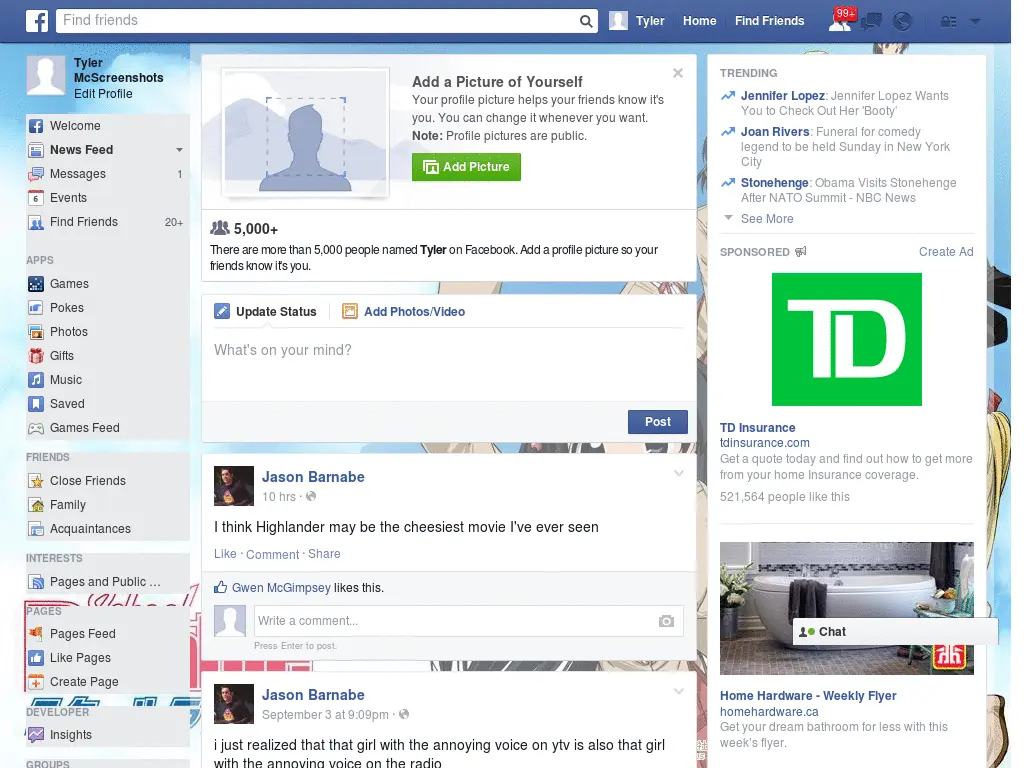 Find friends
Tyler
Home
Find Friends
99+
Tyler
McScreenshots
Edit Profile
Welcome
News Feed
Messages 1
6 Events
Find Friends 20+
APPS
Games
Pokes
Photos
Gifts
Music
Saved
Games Feed
FRIENDS
Close Friends
Family
Acquaintances
INTERESTS
Pages and Public ...
PAGES
Pages Feed
Like Pages
Create Page
DEVELOPER
Insights
GROUPS
Add a Picture of Yourself
Your profile picture helps your friends know it's
you. You can change it whenever you want.
Note: Profile pictures are public.
Add Picture
5,000+
There are more than 5,000 people named Tyler on Facebook. Add a profile picture so your
friends know it's you.
Update Status
Add Photos/Video
What's on your mind?
Post
Jason Barnabe
10 hrs ·
I think Highlander may be the cheesiest movie I've ever seen
Like · Comment · Share
Gwen McGimpsey likes this.
Write a comment...
Press Enter to post.
Jason Barnabe
September 3 at 9:09pm ·
i just realized that that girl with the annoying voice on ytv is also that girl
with the annoying voice on the radio
TRENDING
Jennifer Lopez: Jennifer Lopez Wants
You to Check Out Her 'Booty'
Joan Rivers: Funeral for comedy
legend to be held Sunday in New York
City
Stonehenge: Obama Visits Stonehenge
After NATO Summit - NBC News
See More
SPONSORED
Create Ad
TD
TD Insurance
tdinsurance.com
Get a quote today and find out how to get more
from your home Insurance coverage.
521,564 people like this
Chat
Home Hardware - Weekly Flyer
homehardware.ca
Get your dream bathroom for less with this
week's flyer.